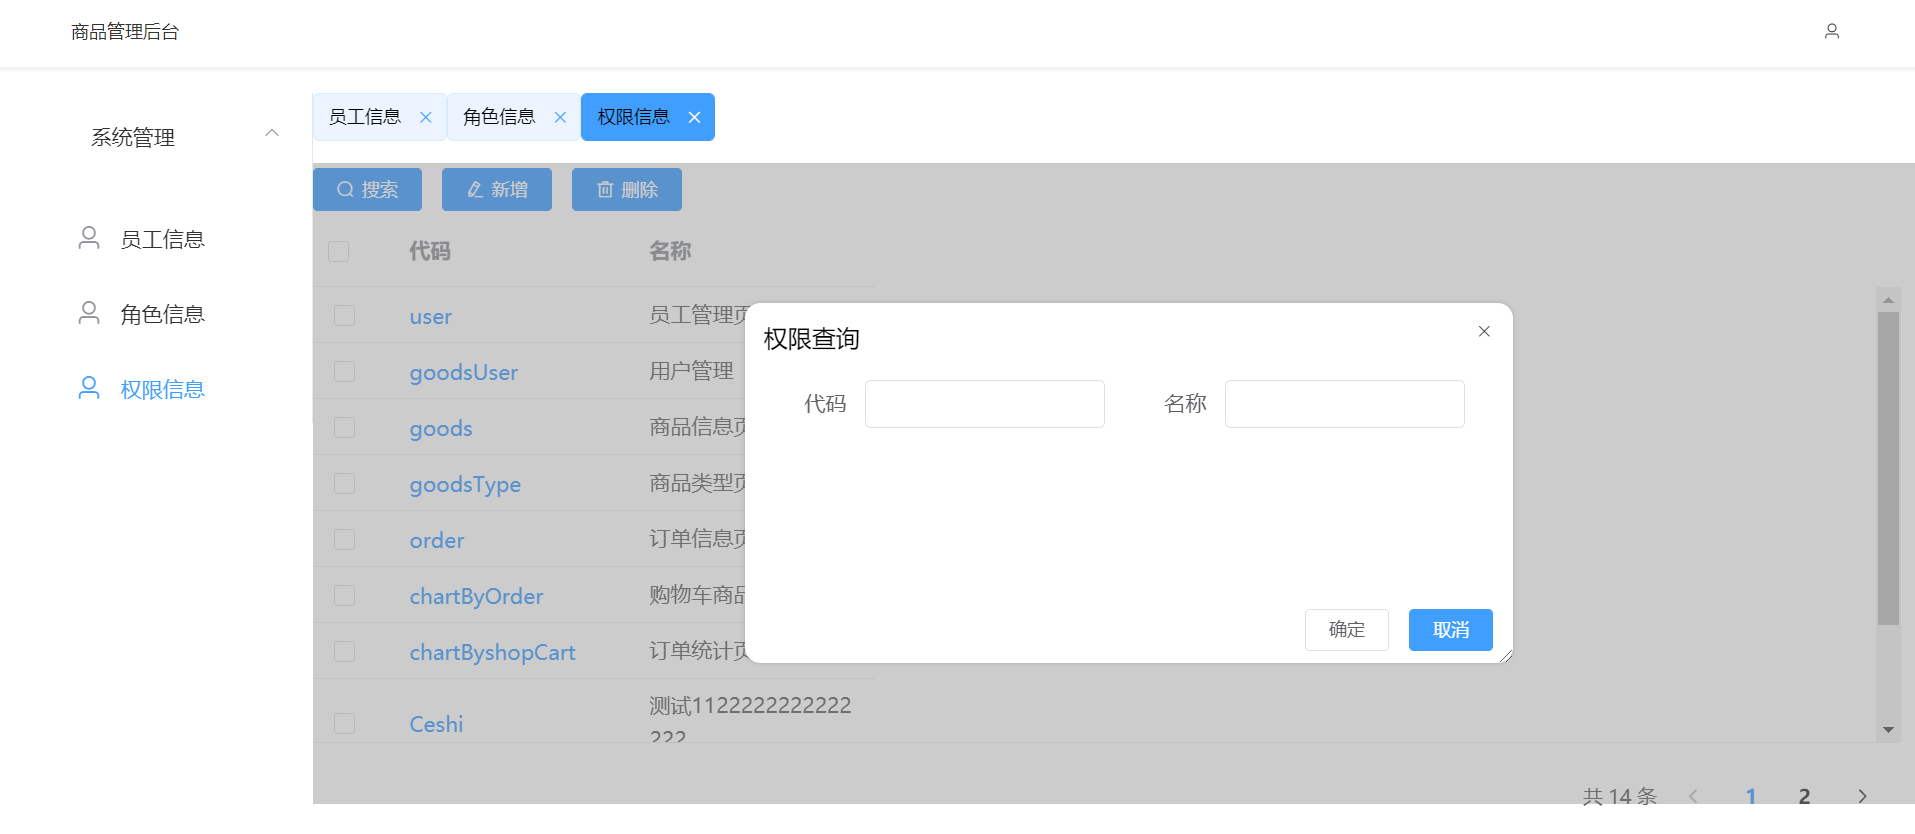 商品管理后台
系统管理
员工信息
角色信息
权限信息
员工信息
角色信息
权限信息
搜索
新增
删除
代码
名称
user
员工管理
goodsUser
用户管理
goods
商品信息
goodsType
商品类型
order
订单信息
chartByOrder
购物车商品
chartByshopCart
订单统计
Ceshi
测试1122222222222
222
权限查询
代码
名称
确定
取消
共 14 条
1
2